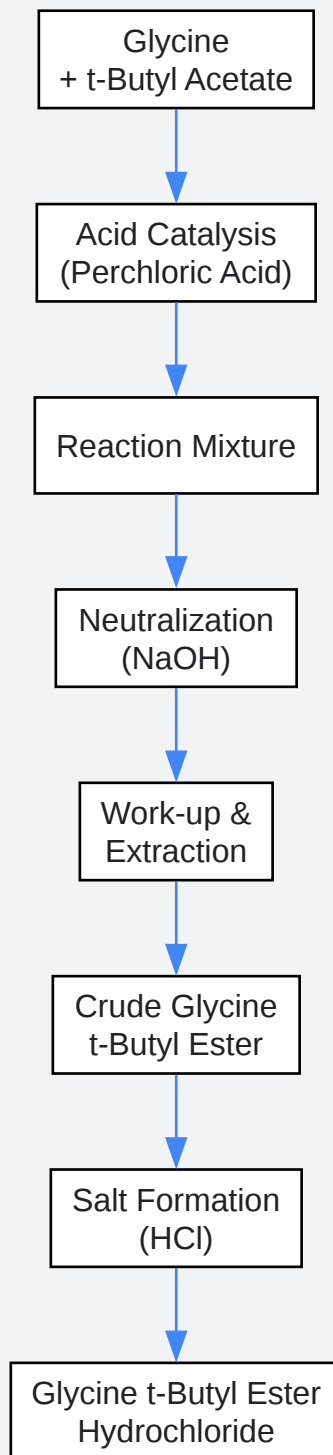 Glycine
+ t-Butyl Acetate
Acid Catalysis
(Perchloric Acid)
Reaction Mixture
Neutralization
(NaOH)
Work-up &
Extraction
Crude Glycine
t-Butyl Ester
Salt Formation
(HCl)
Glycine t-Butyl Ester
Hydrochloride